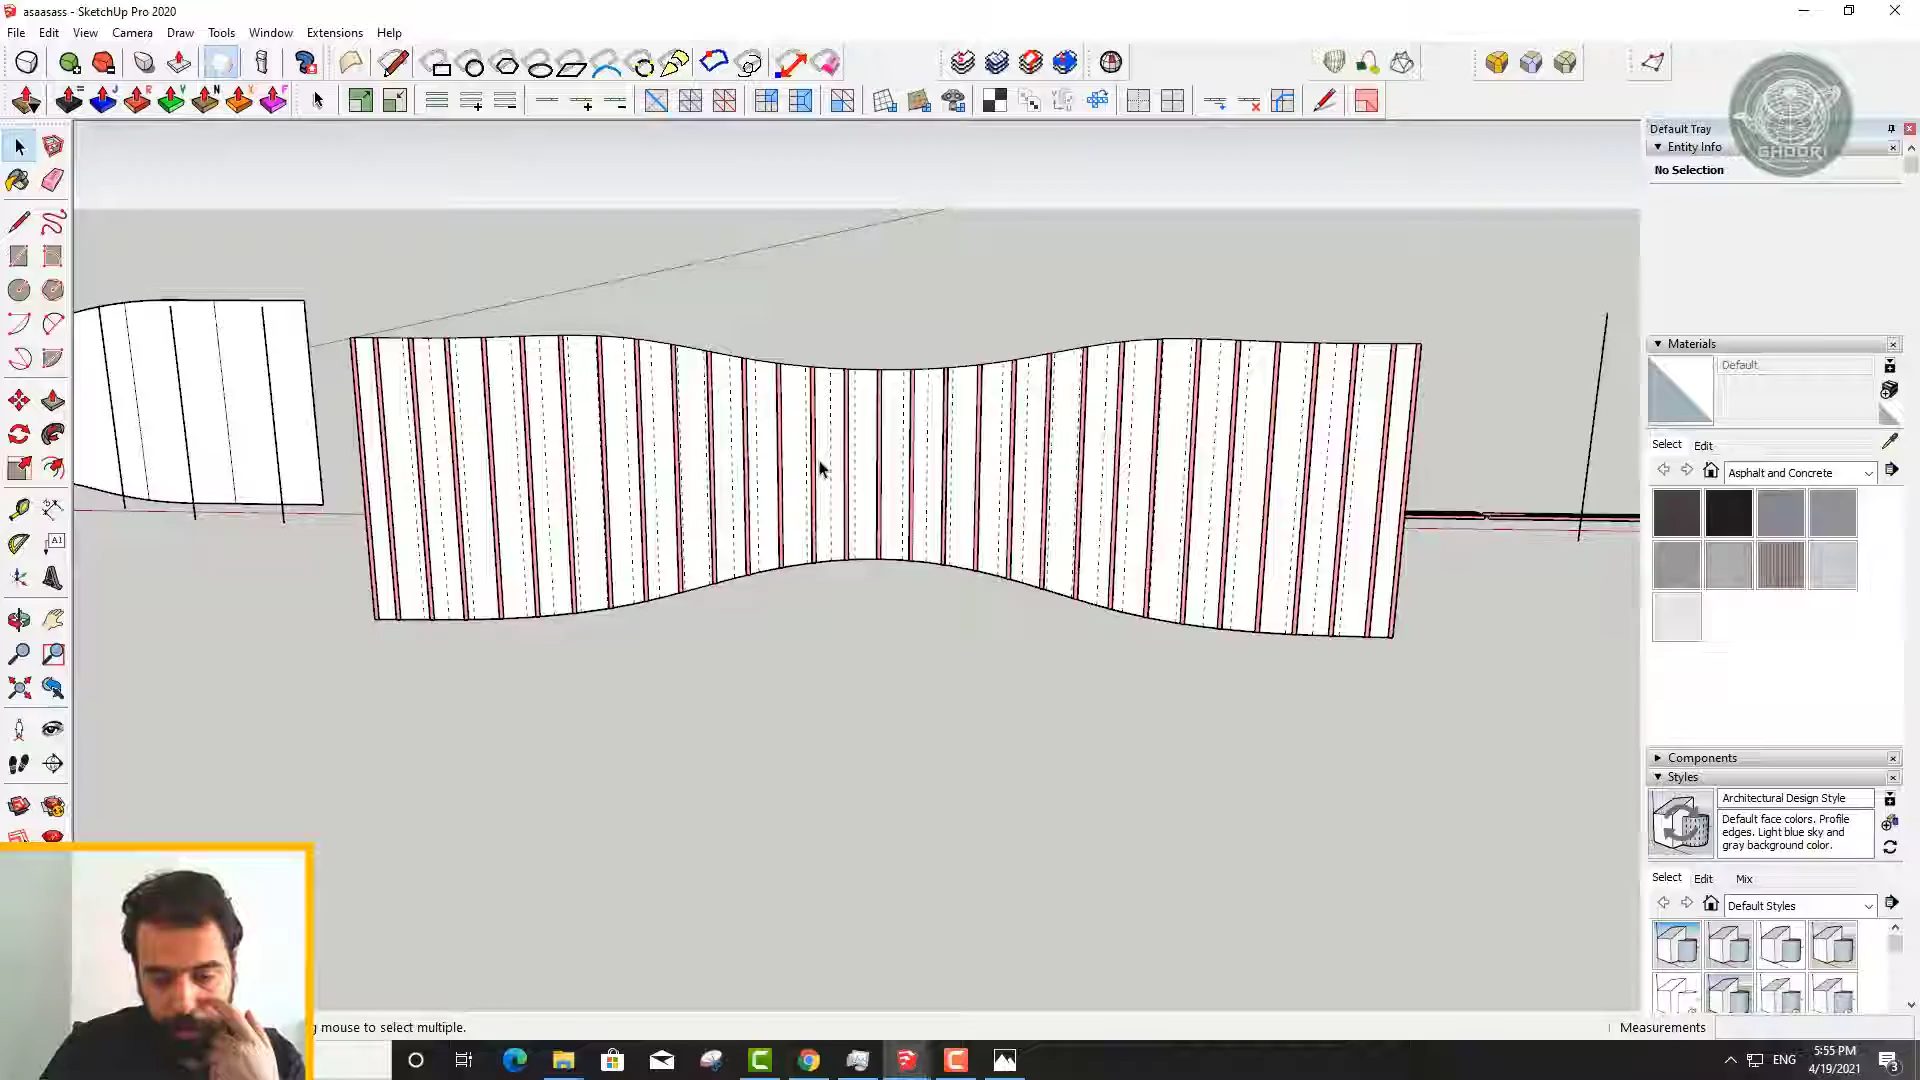 asaasass - SketchUp Pro 2020
File Edit View Camera Draw Tools Window Extensions Help
= J R V N X F
Default Tray
Entity Info
No Selection
GHOORI
Materials
Default
Select Edit
Asphalt and Concrete
A1
Components
Styles
Architectural Design Style
Default face colors. Profile
edges. Light blue sky and
gray background color.
Select Edit Mix
Default Styles
g mouse to select multiple.
Measurements
ENG
5:55 PM
4/19/2021
3